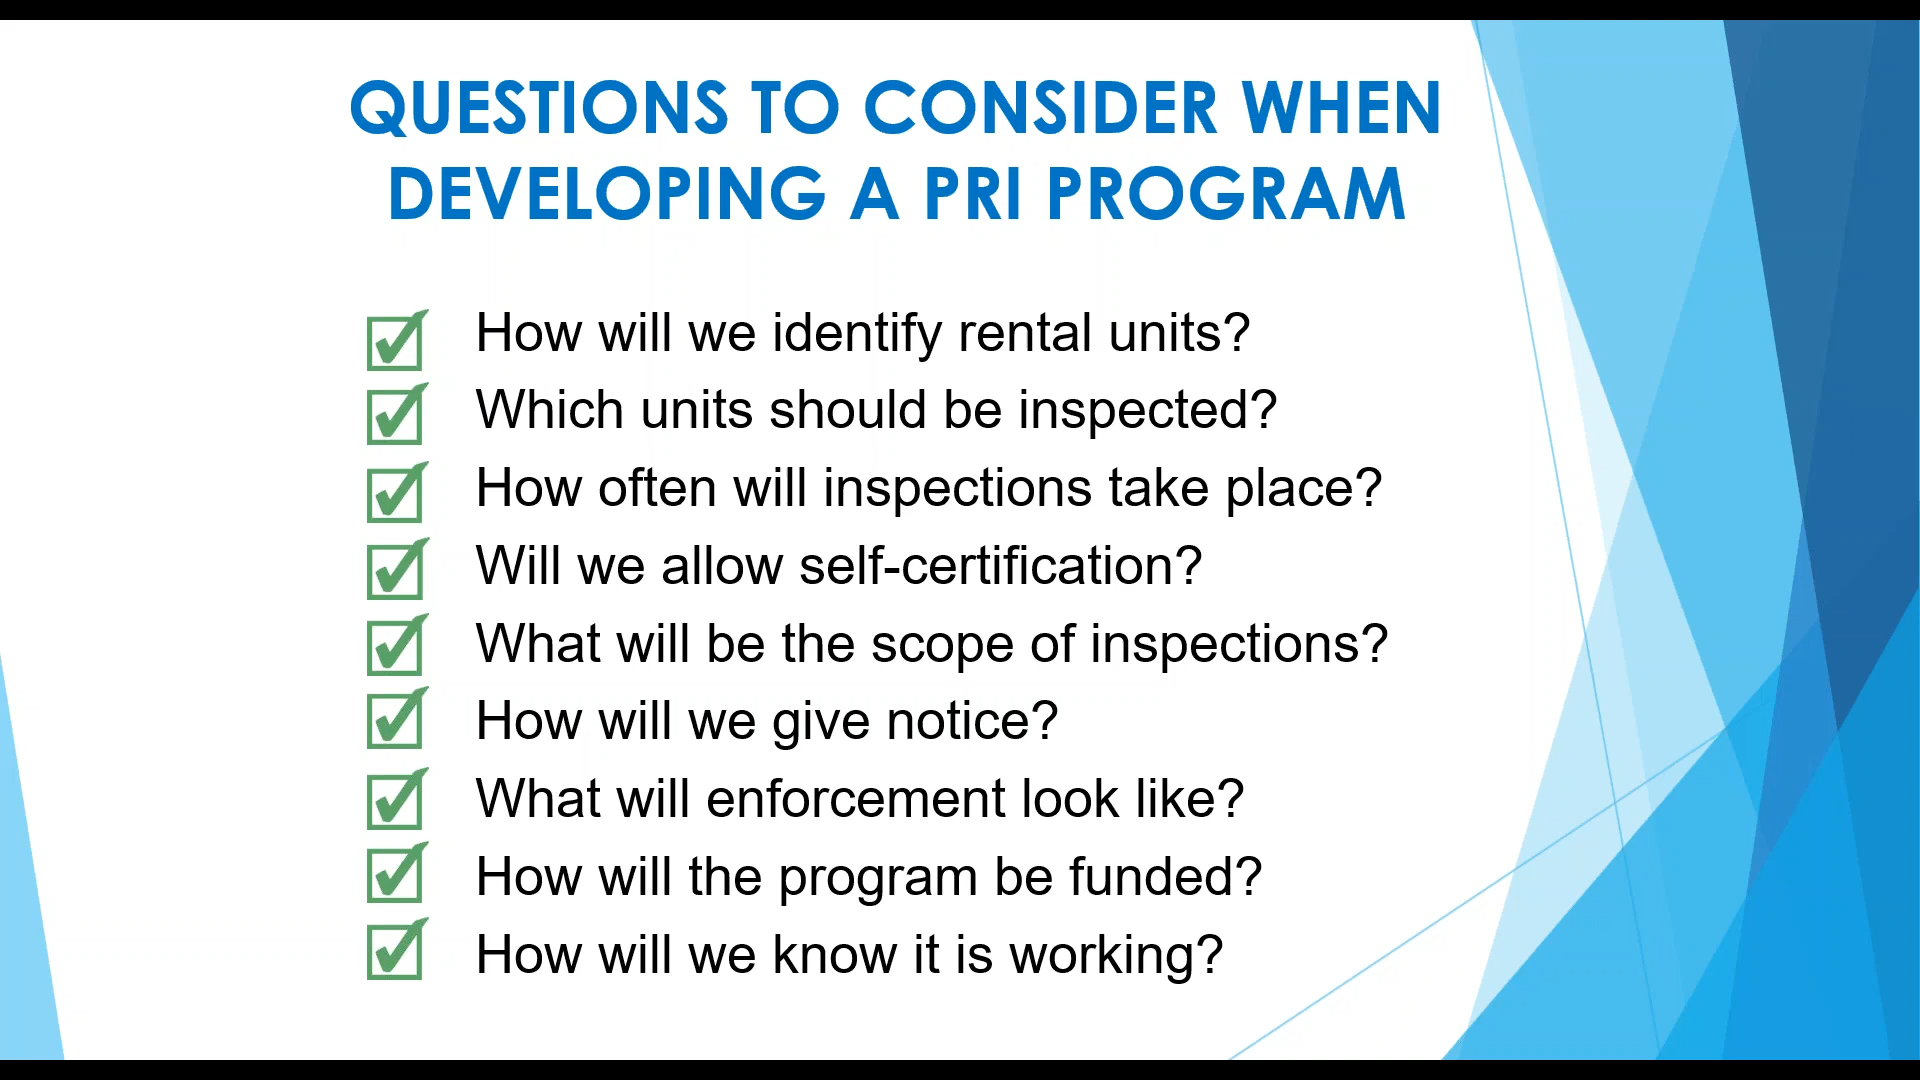 QUESTIONS TO CONSIDER WHEN
DEVELOPING A PRI PROGRAM
How will we identify rental units?
Which units should be inspected?
How often will inspections take place?
Will we allow self-certification?
What will be the scope of inspections?
How will we give notice?
What will enforcement look like?
How will the program be funded?
How will we know it is working?